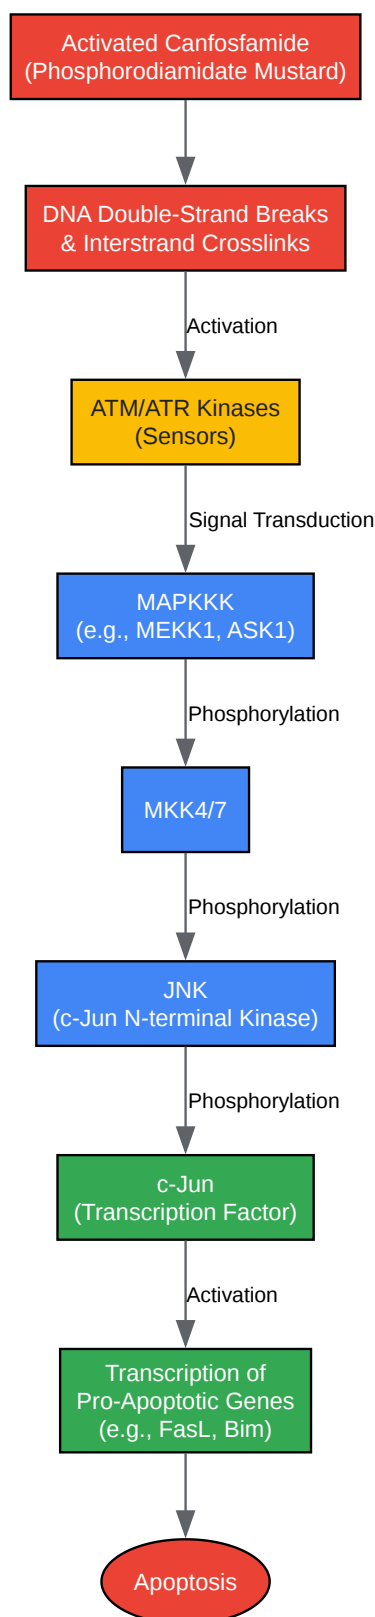 Activated Canfosfamide
(Phosphorodiamidate Mustard)
DNA Double-Strand Breaks
& Interstrand Crosslinks
Activation
ATM/ATR Kinases
(Sensors)
Signal Transduction
MAPKKK
(e.g., MEKK1, ASK1)
Phosphorylation
MKK4/7
Phosphorylation
JNK
(c-Jun N-terminal Kinase)
Phosphorylation
c-Jun
(Transcription Factor)
Activation
Transcription of
Pro-Apoptotic Genes
(e.g., FasL, Bim)
Apoptosis